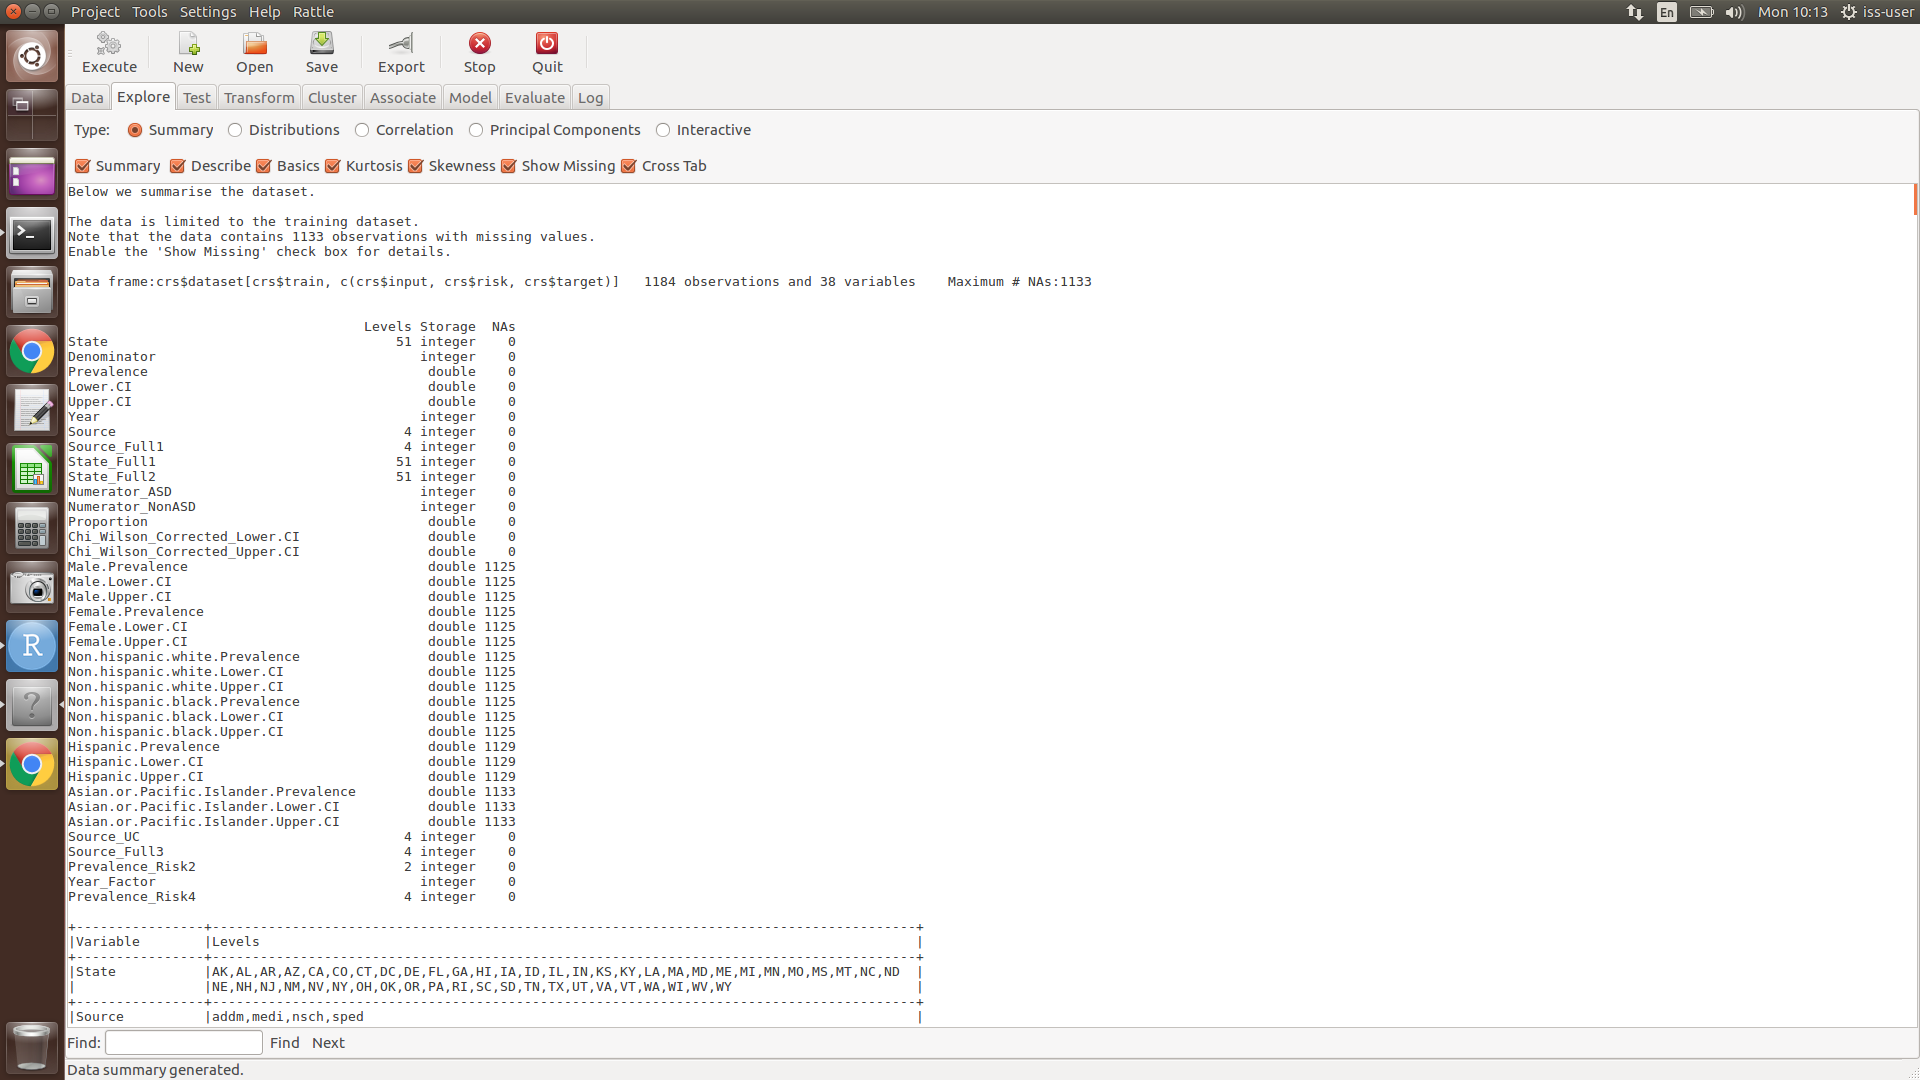 Project Tools Settings Help Rattle
En Mon 10:13 iss-user
Execute New Open Save Export Stop Quit
Data Explore Test Transform Cluster Associate Model Evaluate Log
Type: Summary Distributions Correlation Principal Components Interactive
Summary Describe Basics Kurtosis Skewness Show Missing Cross Tab
Below we summarise the dataset.
The data is limited to the training dataset.
Note that the data contains 1133 observations with missing values.
Enable the 'Show Missing' check box for details.
Data frame:crs$dataset[crs$train, c(crs$input, crs$risk, crs$target)] 1184 observations and 38 variables Maximum # NAs:1133
Levels Storage NAs
State 51 integer 0
Denominator integer 0
Prevalence double 0
Lower.CI double 0
Upper.CI double 0
Year integer 0
Source 4 integer 0
Source_Full1 4 integer 0
State_Full1 51 integer 0
State_Full2 51 integer 0
Numerator_ASD integer 0
Numerator_NonASD integer 0
Proportion double 0
Chi_Wilson_Corrected_Lower.CI double 0
Chi_Wilson_Corrected_Upper.CI double 0
Male.Prevalence double 1125
Male.Lower.CI double 1125
Male.Upper.CI double 1125
Female.Prevalence double 1125
Female.Lower.CI double 1125
Female.Upper.CI double 1125
Non.hispanic.white.Prevalence double 1125
Non.hispanic.white.Lower.CI double 1125
Non.hispanic.white.Upper.CI double 1125
Non.hispanic.black.Prevalence double 1125
Non.hispanic.black.Lower.CI double 1125
Non.hispanic.black.Upper.CI double 1125
Hispanic.Prevalence double 1129
Hispanic.Lower.CI double 1129
Hispanic.Upper.CI double 1129
Asian.or.Pacific.Islander.Prevalence double 1133
Asian.or.Pacific.Islander.Lower.CI double 1133
Asian.or.Pacific.Islander.Upper.CI double 1133
Source_UC 4 integer 0
Source_Full3 4 integer 0
Prevalence_Risk2 2 integer 0
Year_Factor integer 0
Prevalence_Risk4 4 integer 0
+----------------+----------------------------------------------------------------------------------------+
|Variable |Levels |
+----------------+----------------------------------------------------------------------------------------+
|State |AK,AL,AR,AZ,CA,CO,CT,DC,DE,FL,GA,HI,IA,ID,IL,IN,KS,KY,LA,MA,MD,ME,MI,MN,MO,MS,MT,NC,ND |
| |NE,NH,NJ,NM,NV,NY,OH,OK,OR,PA,RI,SC,SD,TN,TX,UT,VA,VT,WA,WI,WV,WY |
+----------------+----------------------------------------------------------------------------------------+
|Source |addm,medi,nsch,sped |
Find: Find Next
Data summary generated.